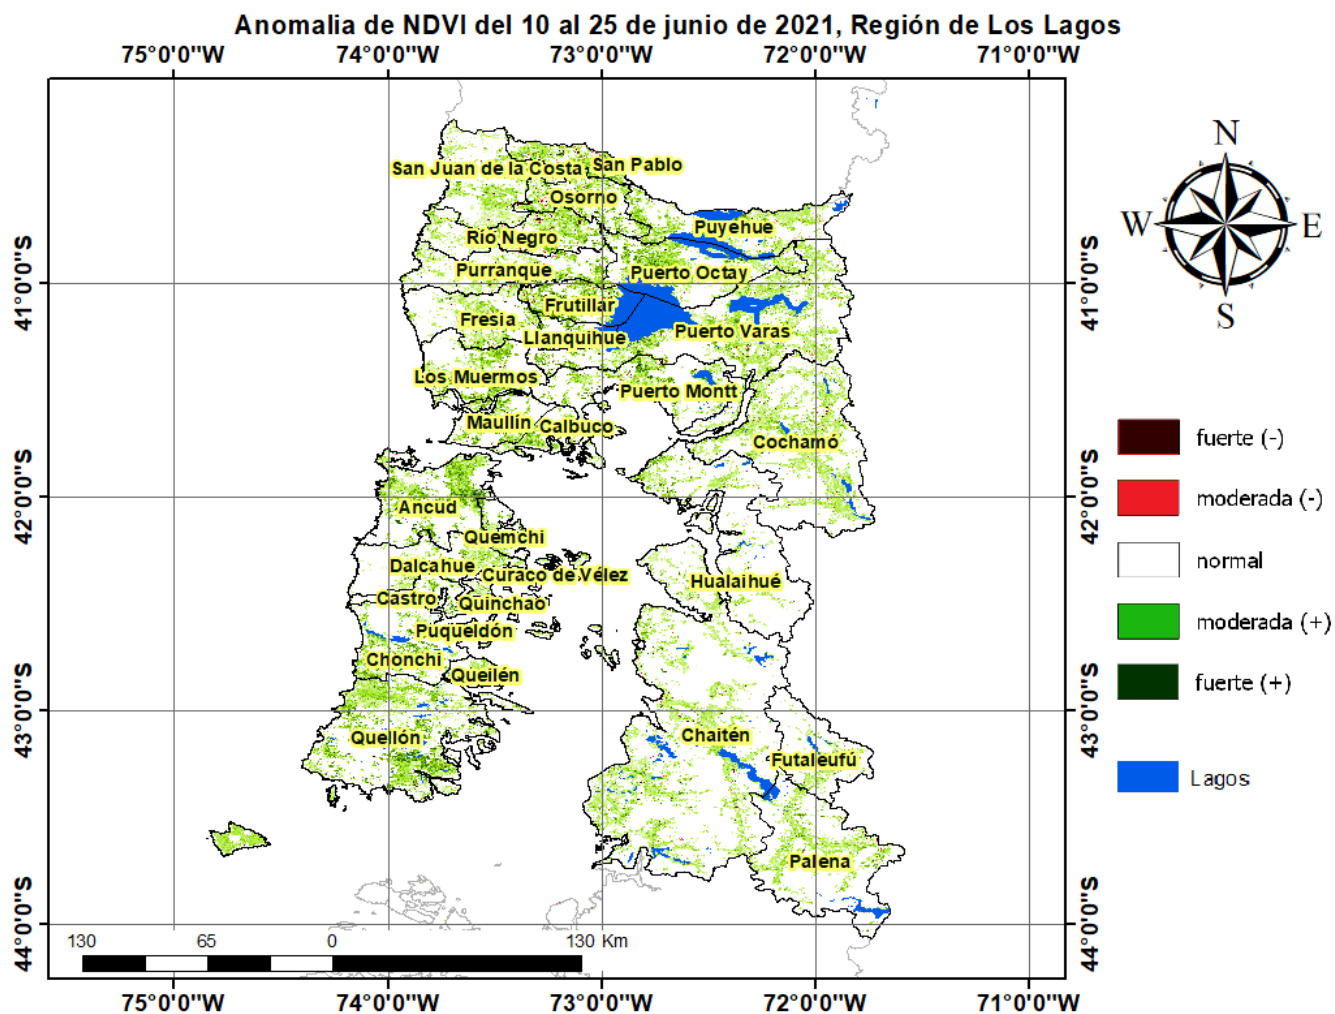 Anomalia de NDVI del 10 al 25 de junio de 2021, Región de Los Lagos
75°0'0"W 74°0'0"W 73°0'0"W 72°0'0"W 71°0'0"W
N
W E
S
San Juan de la Costa
San Pablo
Osorno
Puyehue
Río Negro
41°0'0"S
41°0'0"S
Purranque
Puerto Octay
Frutillar
Fresia
Llanquihue
Puerto Varas
Los Muermos
Puerto Montt
Maullín
Calbuco
Cochamó
42°0'0"S
42°0'0"S
Ancud
Quemchi
Dalcahue
Curaco de Vélez
Hualaihué
Castro
Quinchao
Puqueldón
Chonchi
Queilén
43°0'0"S
43°0'0"S
Quellón
Chaitén
Futaleufú
Palena
44°0'0"S
44°0'0"S
130 65 0 130 Km
75°0'0"W 74°0'0"W 73°0'0"W 72°0'0"W 71°0'0"W
fuerte (-)
moderada (-)
normal
moderada (+)
fuerte (+)
Lagos